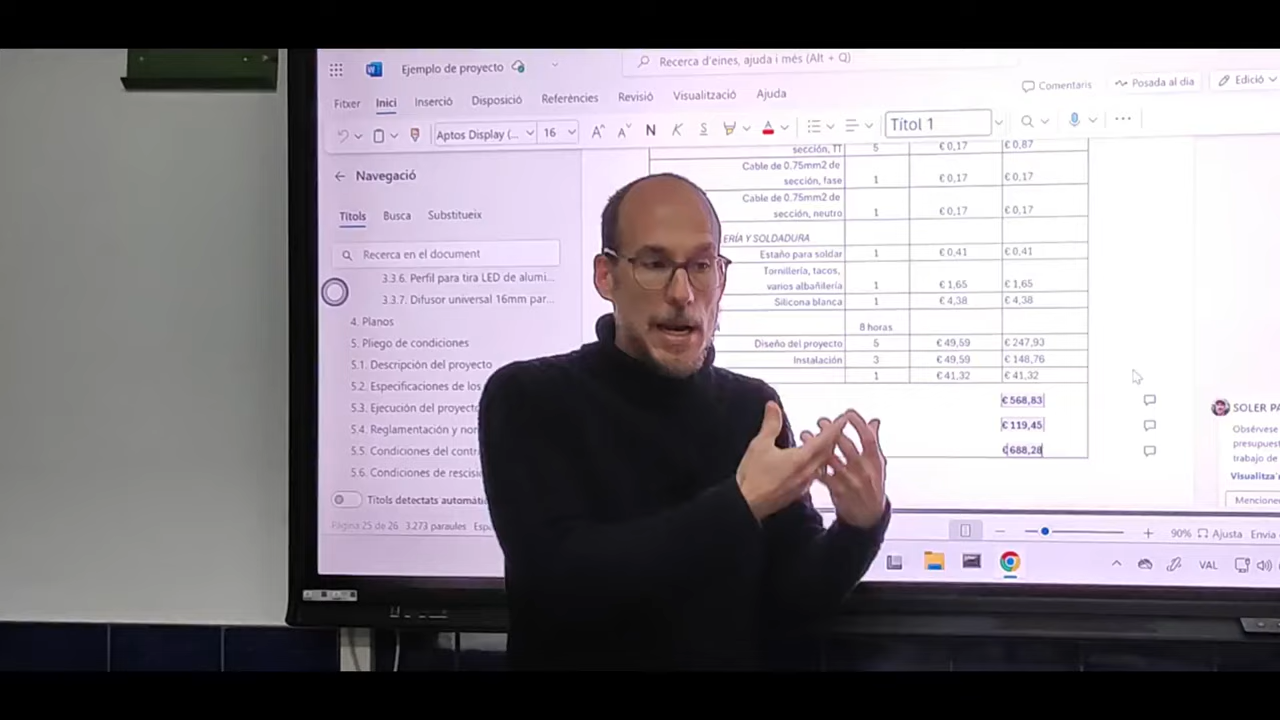 Ejemplo de proyecto
Recerca d'eines, ajuda i més (Alt + Q)
Comentaris
Posada al dia
Edició
Fitxer Inici Inserció Disposició Referències Revisió Visualització Ajuda
Aptos Display (... 16 N K S A Títol 1
Navegació
Títols Busca Substitueix
Recerca en el document
3.3.6. Perfil para tira LED de alumi...
3.3.7. Difusor universal 16mm par...
4. Planos
5. Pliego de condiciones
5.1. Descripción del proyecto
5.2. Especificaciones de los
5.3. Ejecución del proyect
5.4. Reglamentación y nor
5.5. Condiciones del contr
5.6. Condiciones de rescisi
Títols detectats automàti
Pàgina 25 de 26 3.273 paraules Esp
sección, TT 5 € 0,17 € 0,87
Cable de 0.75mm2 de
sección, fase 1 € 0,17 € 0,17
Cable de 0.75mm2 de
sección, neutro 1 € 0,17 € 0,17
ERÍA Y SOLDADURA
Estaño para soldar 1 € 0,41 € 0,41
Tornillería, tacos,
varios albañilería 1 € 1,65 € 1,65
Silicona blanca 1 € 4,38 € 4,38
8 horas
Diseño del proyecto 5 € 49,59 € 247,93
Instalación 3 € 49,59 € 148,76
1 € 41,32 € 41,32
€ 568,83
€ 119,45
€ 688,28
SOLER PA
Obsérvese
presupuest
trabajo de
Visualitza'
Mencione
90% Ajusta Envia
VAL